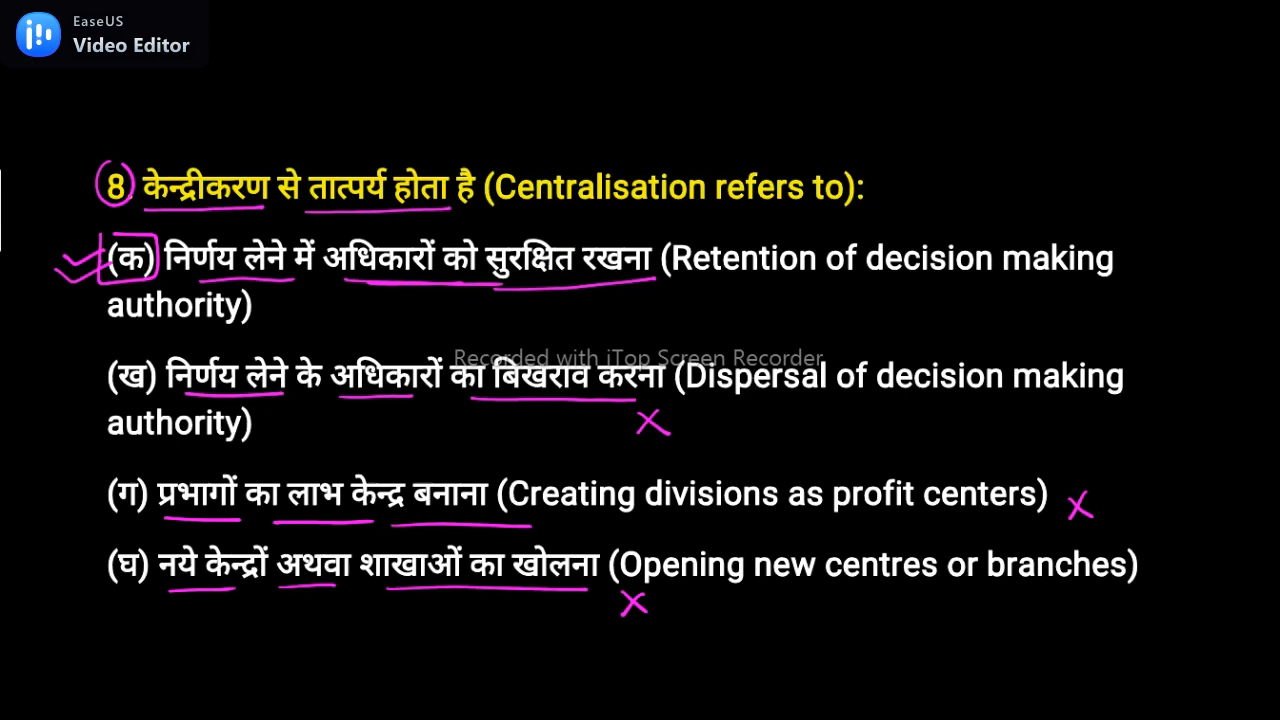 EaseUS
Video Editor
8. केन्द्रीकरण से तात्पर्य होता है (Centralisation refers to):
(क) निर्णय लेने में अधिकारों को सुरक्षित रखना (Retention of decision making
authority)
Recorded with iTop Screen Recorder
(ख) निर्णय लेने के अधिकारों का बिखराव करना (Dispersal of decision making
authority)
(ग) प्रभागों का लाभ केन्द्र बनाना (Creating divisions as profit centers)
(घ) नये केन्द्रों अथवा शाखाओं का खोलना (Opening new centres or branches)